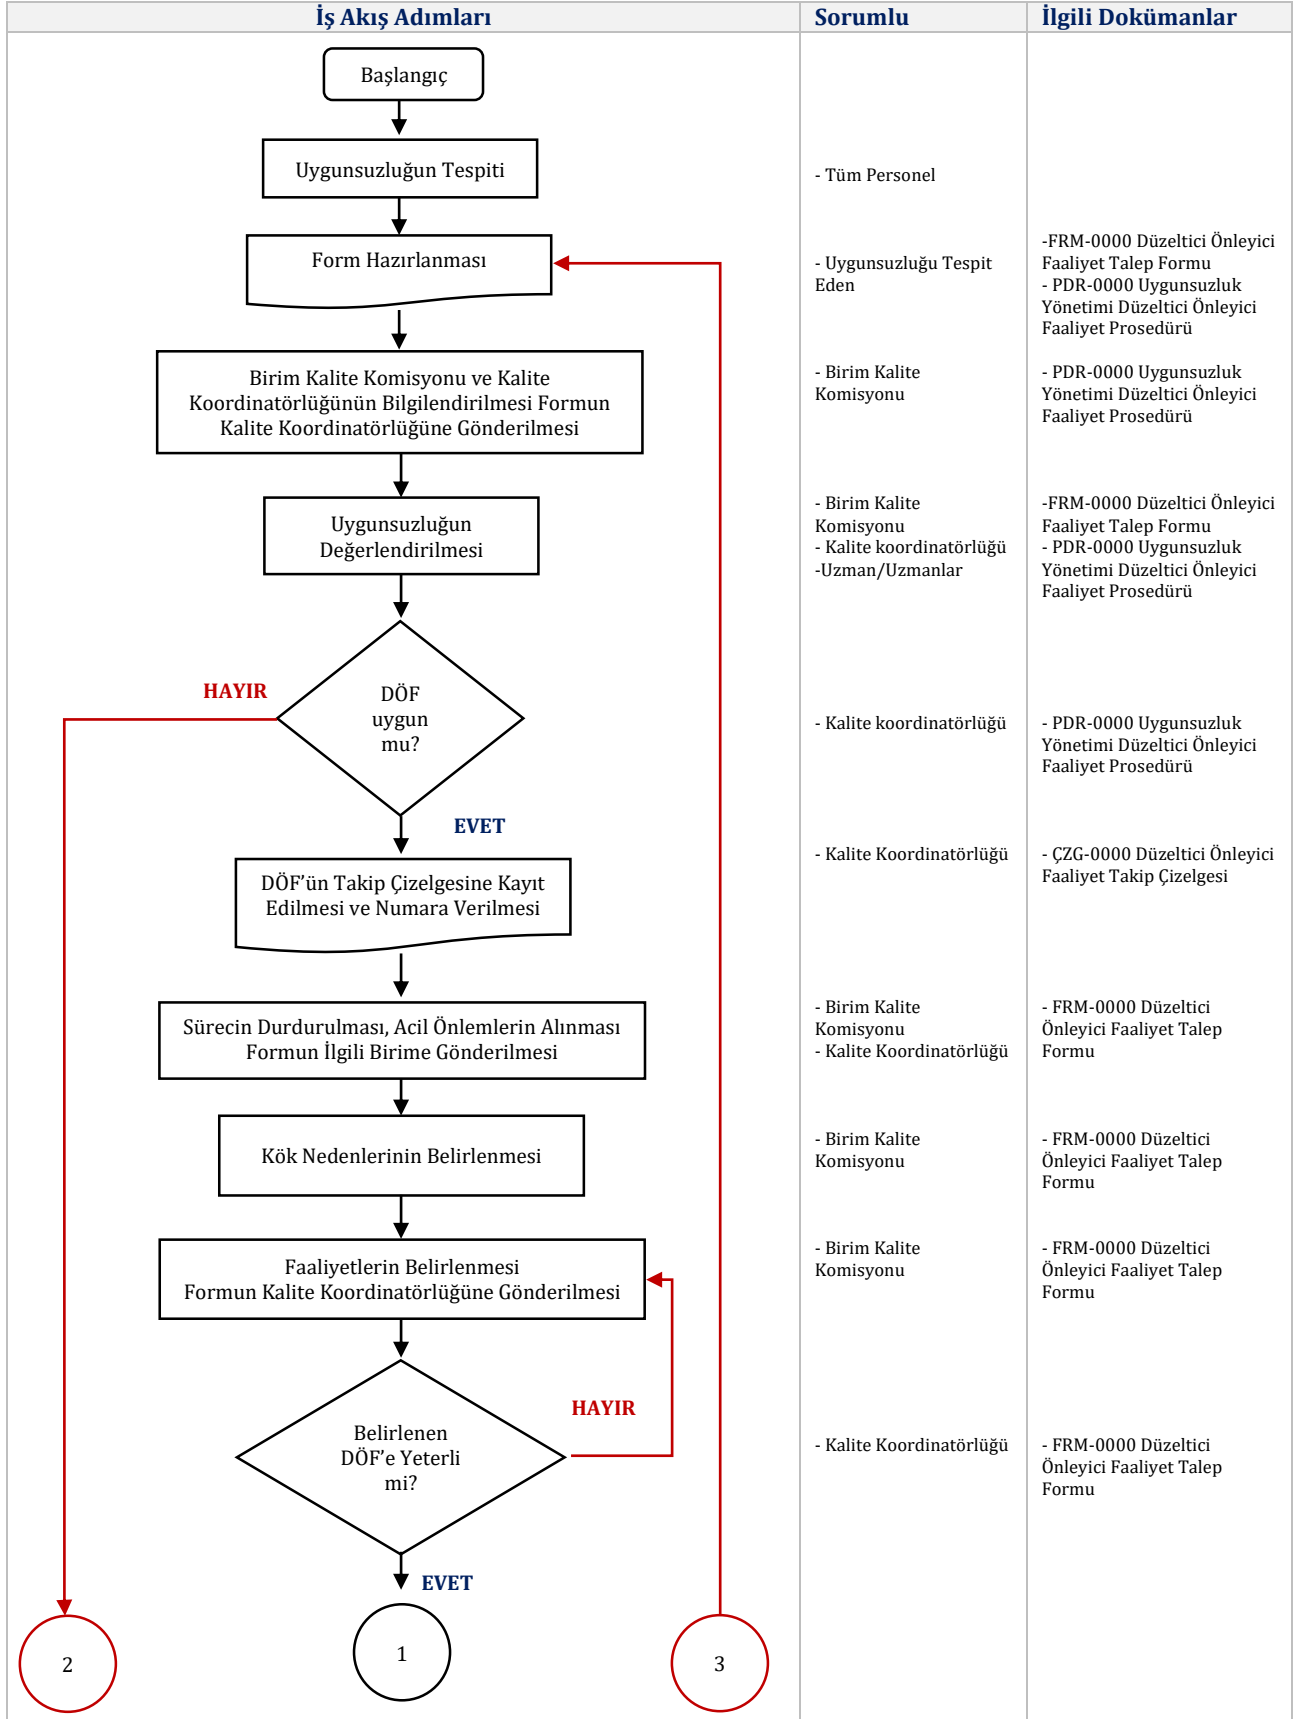 İş Akış Adımları
Sorumlu
İlgili Dokümanlar
Başlangıç
Uygunsuzluğun Tespiti
- Tüm Personel
Form Hazırlanması
- Uygunsuzluğu Tespit
Eden
-FRM-0000 Düzeltici Önleyici
Faaliyet Talep Formu
- PDR-0000 Uygunsuzluk
Yönetimi Düzeltici Önleyici
Faaliyet Prosedürü
Birim Kalite Komisyonu ve Kalite
Koordinatörlüğünün Bilgilendirilmesi Formun
Kalite Koordinatörlüğüne Gönderilmesi
- Birim Kalite
Komisyonu
- PDR-0000 Uygunsuzluk
Yönetimi Düzeltici Önleyici
Faaliyet Prosedürü
Uygunsuzluğun
Değerlendirilmesi
- Birim Kalite
Komisyonu
- Kalite koordinatörlüğü
-Uzman/Uzmanlar
-FRM-0000 Düzeltici Önleyici
Faaliyet Talep Formu
- PDR-0000 Uygunsuzluk
Yönetimi Düzeltici Önleyici
Faaliyet Prosedürü
HAYIR
DÖF
uygun
mu?
- Kalite koordinatörlüğü
- PDR-0000 Uygunsuzluk
Yönetimi Düzeltici Önleyici
Faaliyet Prosedürü
EVET
DÖF’ün Takip Çizelgesine Kayıt
Edilmesi ve Numara Verilmesi
- Kalite Koordinatörlüğü
- ÇZG-0000 Düzeltici Önleyici
Faaliyet Takip Çizelgesi
Sürecin Durdurulması, Acil Önlemlerin Alınması
Formun İlgili Birime Gönderilmesi
- Birim Kalite
Komisyonu
- Kalite Koordinatörlüğü
- FRM-0000 Düzeltici
Önleyici Faaliyet Talep
Formu
Kök Nedenlerinin Belirlenmesi
- Birim Kalite
Komisyonu
- FRM-0000 Düzeltici
Önleyici Faaliyet Talep
Formu
Faaliyetlerin Belirlenmesi
Formun Kalite Koordinatörlüğüne Gönderilmesi
- Birim Kalite
Komisyonu
- FRM-0000 Düzeltici
Önleyici Faaliyet Talep
Formu
HAYIR
Belirlenen
DÖF’e Yeterli
mi?
- Kalite Koordinatörlüğü
- FRM-0000 Düzeltici
Önleyici Faaliyet Talep
Formu
EVET
2
1
3